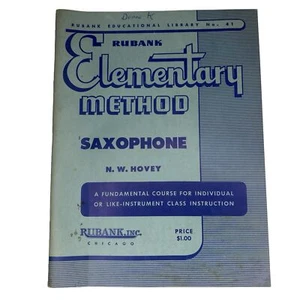 RUBANK EDUCATIONAL LIBRARY No. 41
RUBANK
Elementary
METHOD
SAXOPHONE
N. W. HOVEY
A FUNDAMENTAL COURSE FOR INDIVIDUAL
OR LIKE-INSTRUMENT CLASS INSTRUCTION
RUBANK, INC.
CHICAGO
PRICE
$1.00